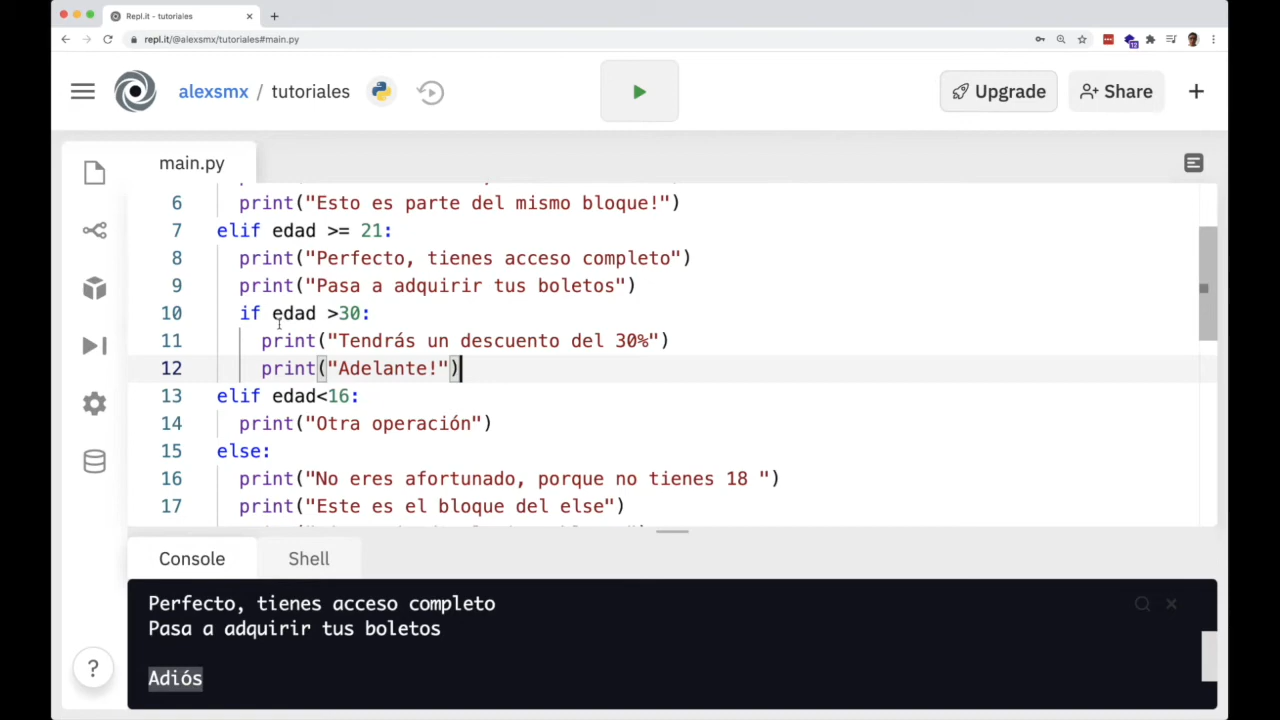 Repl.it - tutoriales
repl.it/@alexsmx/tutoriales#main.py
12
alexsmx / tutoriales
Upgrade
Share
main.py
6 print("Esto es parte del mismo bloque!")
7 elif edad >= 21:
8 print("Perfecto, tienes acceso completo")
9 print("Pasa a adquirir tus boletos")
10 if edad >30:
11 print("Tendrás un descuento del 30%")
12 print("Adelante!")
13 elif edad<16:
14 print("Otra operación")
15 else:
16 print("No eres afortunado, porque no tienes 18 ")
17 print("Este es el bloque del else")
Console
Shell
Perfecto, tienes acceso completo
Pasa a adquirir tus boletos
Adiós
?